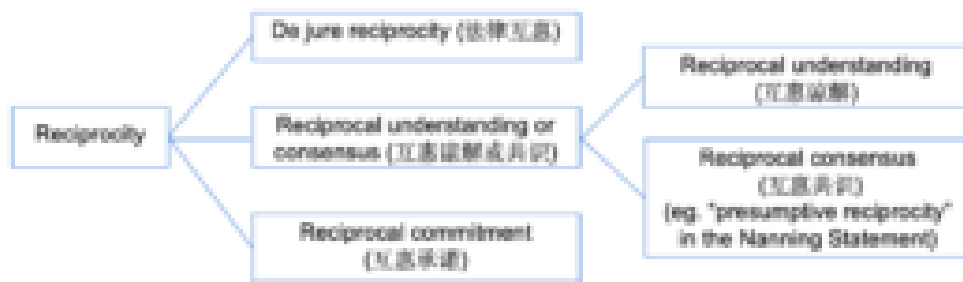 Reciprocity
De jure reciprocity (法律互惠)
Reciprocal understanding or
consensus (互惠谅解或共识)
Reciprocal commitment
(互惠承诺)
Reciprocal understanding
(互惠谅解)
Reciprocal consensus
(互惠共识)
(eg. "presumptive reciprocity"
in the Nanning Statement)